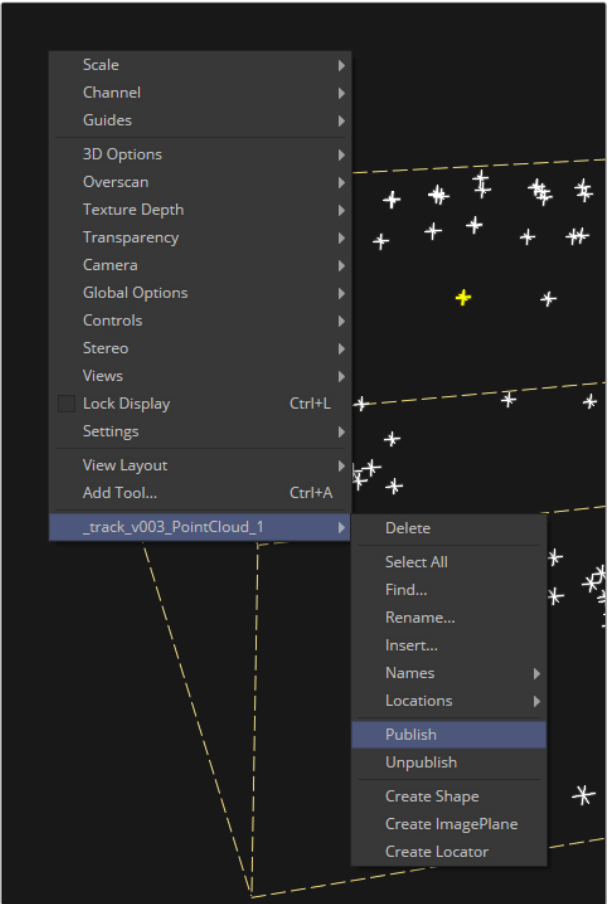 Scale
Channel
Guides
3D Options
Overscan
Texture Depth
Transparency
Camera
Global Options
Controls
Stereo
Views
Lock Display Ctrl+L
Settings
View Layout
Add Tool... Ctrl+A
_track_v003_PointCloud_1
Delete
Select All
Find...
Rename...
Insert...
Names
Locations
Publish
Unpublish
Create Shape
Create ImagePlane
Create Locator